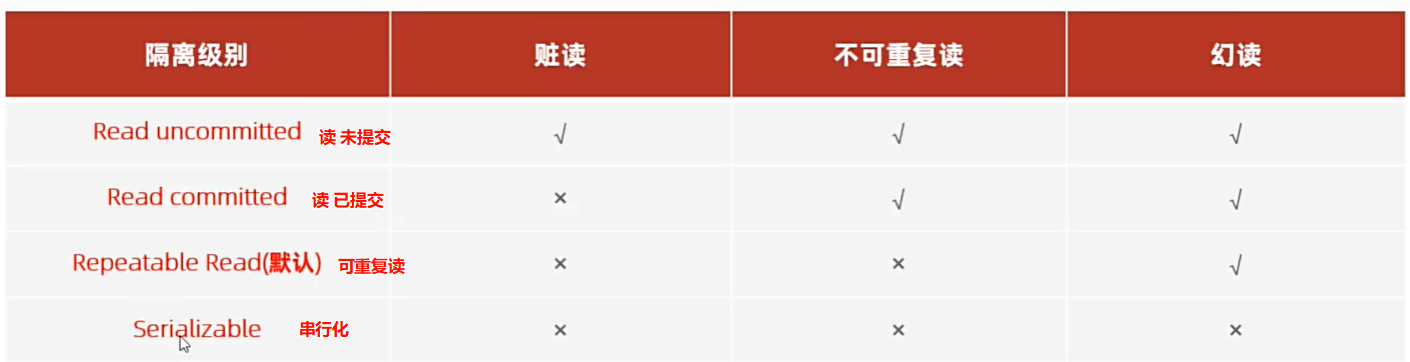 隔离级别 脏读 不可重复读 幻读
Read uncommitted 读 未提交 √ √ √
Read committed 读 已提交 × √ √
Repeatable Read(默认) 可重复读 × × √
Serializable 串行化 × × ×